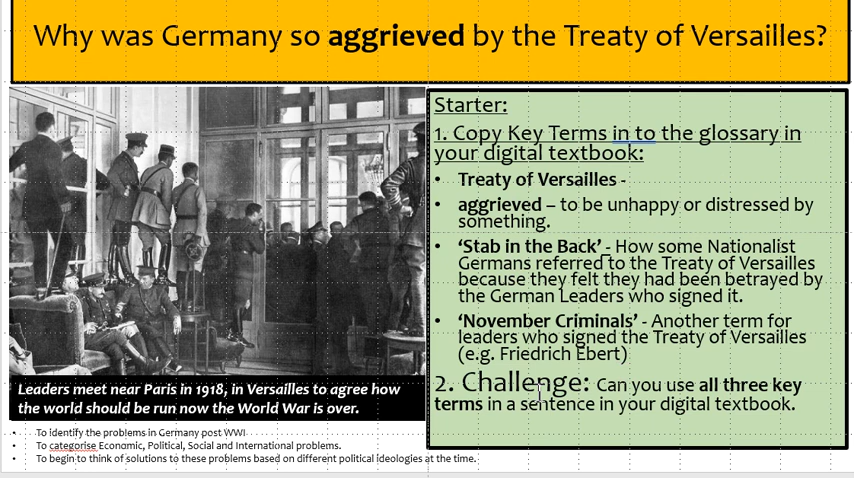 Why was Germany so aggrieved by the Treaty of Versailles?
Starter:
1. Copy Key Terms in to the glossary in
your digital textbook:
• Treaty of Versailles -
• aggrieved – to be unhappy or distressed by
something.
• ‘Stab in the Back’ - How some Nationalist
Germans referred to the Treaty of Versailles
because they felt they had been betrayed by
the German Leaders who signed it.
• ‘November Criminals’ - Another term for
leaders who signed the Treaty of Versailles
(e.g. Friedrich Ebert)
2. Challenge: Can you use all three key
terms in a sentence in your digital textbook.
Leaders meet near Paris in 1918, in Versailles to agree how
the world should be run now the World War is over.
• To identify the problems in Germany post WWI
• To categorise Economic, Political, Social and International problems.
• To begin to think of solutions to these problems based on different political ideologies at the time.